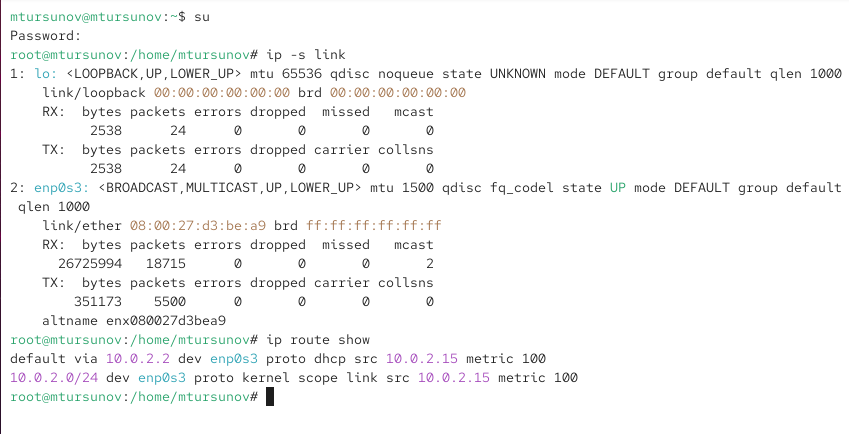 mtursunov@mtursunov:~$ su
Password:
root@mtursunov:/home/mtursunov# ip -s link
1: lo: <LOOPBACK,UP,LOWER_UP> mtu 65536 qdisc noqueue state UNKNOWN mode DEFAULT group default qlen 1000
    link/loopback 00:00:00:00:00:00 brd 00:00:00:00:00:00
    RX:  bytes packets errors dropped  missed   mcast
          2538      24      0       0       0       0
    TX:  bytes packets errors dropped carrier collsns
          2538      24      0       0       0       0
2: enp0s3: <BROADCAST,MULTICAST,UP,LOWER_UP> mtu 1500 qdisc fq_codel state UP mode DEFAULT group default
 qlen 1000
    link/ether 08:00:27:d3:be:a9 brd ff:ff:ff:ff:ff:ff
    RX:  bytes packets errors dropped  missed   mcast
      26725994   18715      0       0       0       2
    TX:  bytes packets errors dropped carrier collsns
        351173    5500      0       0       0       0
    altname enx080027d3bea9
root@mtursunov:/home/mtursunov# ip route show
default via 10.0.2.2 dev enp0s3 proto dhcp src 10.0.2.15 metric 100
10.0.2.0/24 dev enp0s3 proto kernel scope link src 10.0.2.15 metric 100
root@mtursunov:/home/mtursunov#